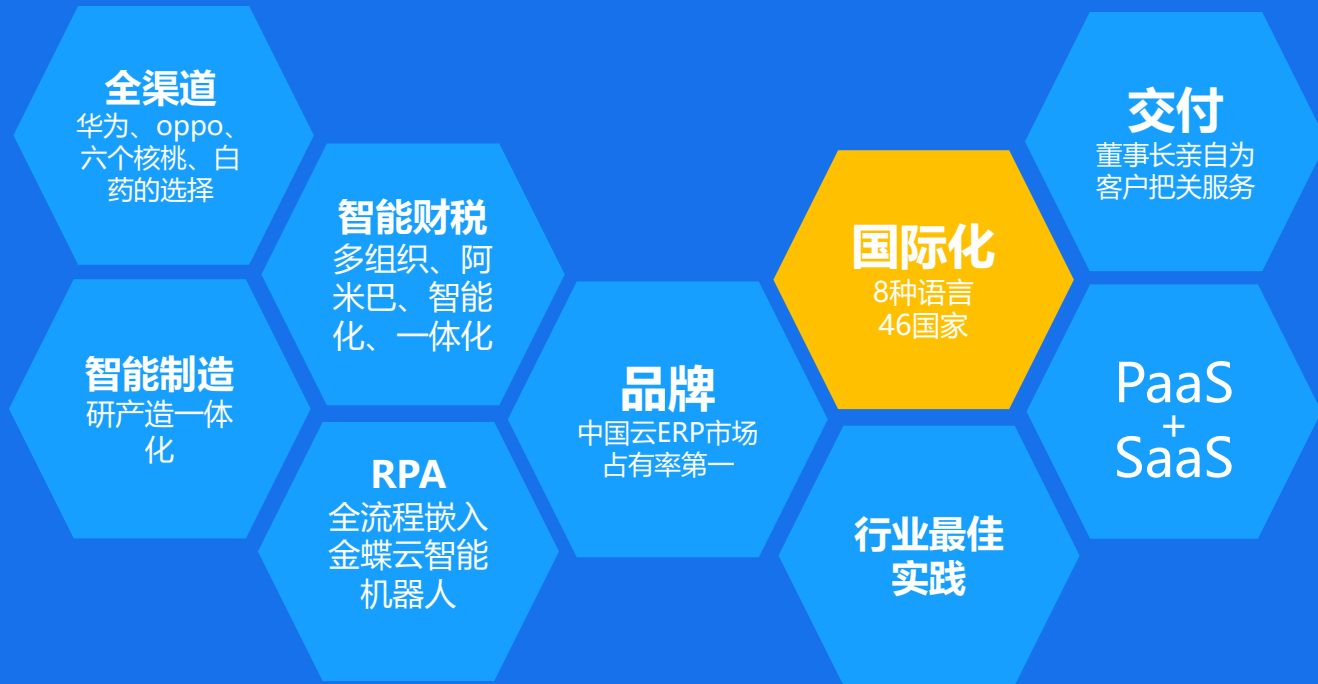 全渠道
华为、oppo、
六个核桃、白
药的选择
智能制造
研产造一体
化
智能财税
多组织、阿
米巴、智能
化、一体化
RPA
全流程嵌入
金蝶云智能
机器人
品牌
中国云ERP市场
占有率第一
国际化
8种语言
46国家
行业最佳
实践
交付
董事长亲自为
客户把关服务
PaaS
+
SaaS